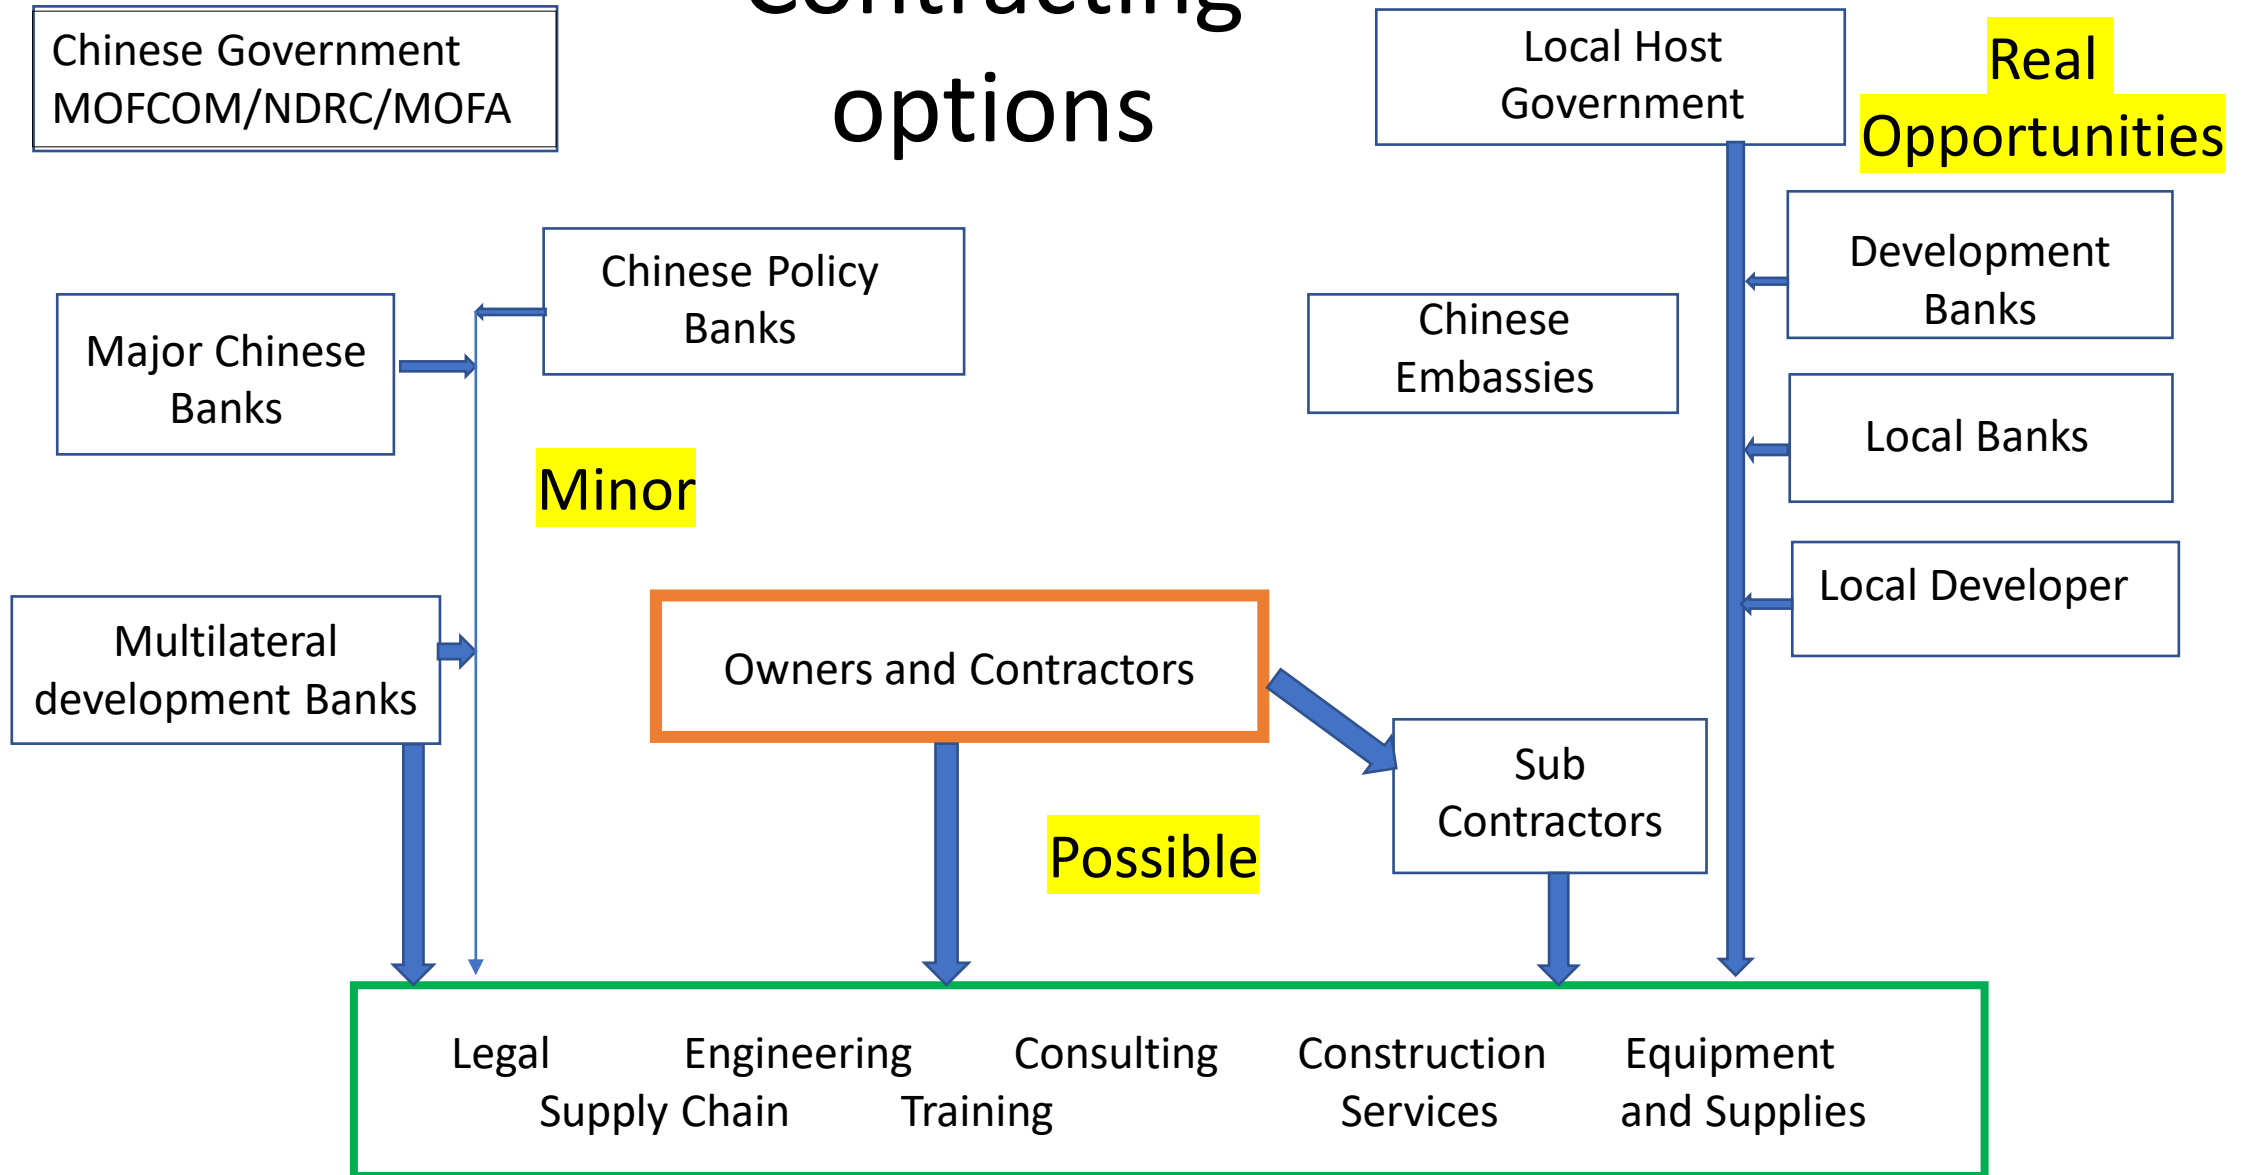 Contracting
options
Chinese Government
MOFCOM/NDRC/MOFA
Local Host
Government
Real
Opportunities
Chinese Policy
Banks
Development
Banks
Major Chinese
Banks
Chinese
Embassies
Local Banks
Minor
Local Developer
Multilateral
development Banks
Owners and Contractors
Sub
Contractors
Possible
Legal Engineering Consulting Construction Equipment
Supply Chain Training Services and Supplies